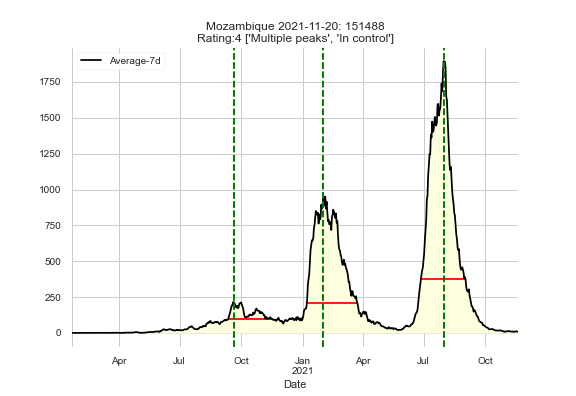 Mozambique 2021-11-20: 151488
Rating:4 ['Multiple peaks', 'In control']
Average-7d
1750
1500
1250
1000
750
500
250
0
Apr Jul Oct Jan Apr Jul Oct
2021
Date